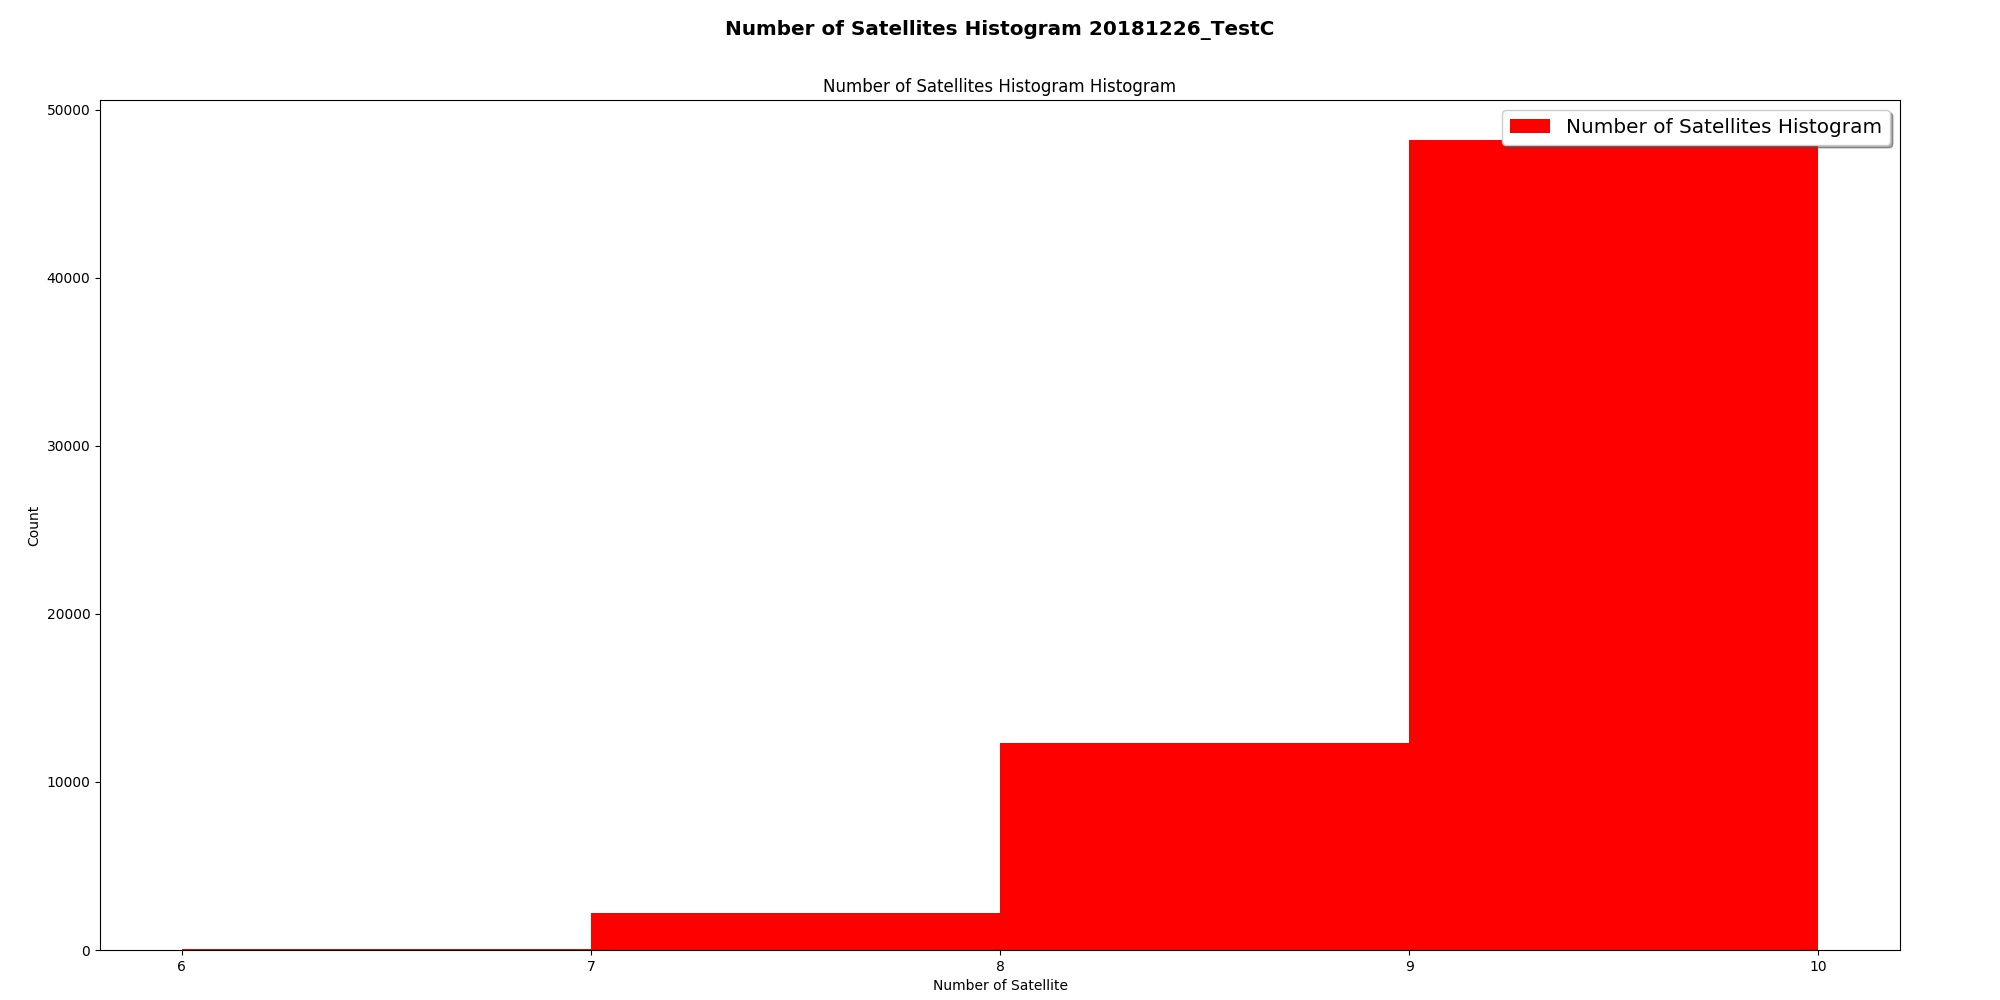 Number of Satellites Histogram 20181226_TestC
Number of Satellites Histogram Histogram
Number of Satellites Histogram
50000
40000
30000
20000
10000
0
Count
6 7 8 9 10
Number of Satellite